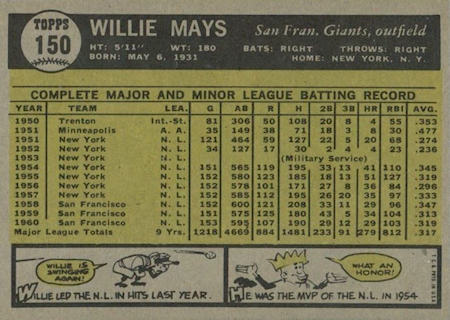 TOPPS
150
WILLIE MAYS San Fran. Giants, outfield
HT: 5'11" WT: 180 BATS: RIGHT THROWS: RIGHT
BORN: MAY 6, 1931 HOME: NEW YORK, N. Y.
COMPLETE MAJOR AND MINOR LEAGUE BATTING RECORD
YEAR TEAM LEA. G AB R H 2B 3B HR RBI AVG.
1950 Trenton Int.-St. 81 306 50 108 20 8 4 55 .353
1951 Minneapolis A. A. 35 149 38 71 18 3 8 30 .477
1951 New York N. L. 121 464 59 127 22 5 20 68 .274
1952 New York N. L. 34 127 17 30 2 4 4 23 .236
1953 New York N. L. (Military Service)
1954 New York N. L. 151 565 119 195 33 13 41 110 .345
1955 New York N. L. 152 580 123 185 18 13 51 127 .319
1956 New York N. L. 152 578 101 171 27 8 36 84 .296
1957 New York N. L. 152 585 112 195 26 20 35 97 .333
1958 San Francisco N. L. 152 600 121 208 33 11 29 96 .347
1959 San Francisco N. L. 151 575 125 180 43 5 34 104 .313
1960 San Francisco N. L. 153 595 107 190 29 12 29 103 .319
Major League Totals 9 Yrs. 1218 4669 884 1481 233 91 279 812 .317
WILLIE IS
SWINGING
AGAIN!
WILLIE LED THE N.L. IN HITS LAST YEAR.
WHAT AN
HONOR!
HE WAS THE MVP OF THE N.L. IN 1954